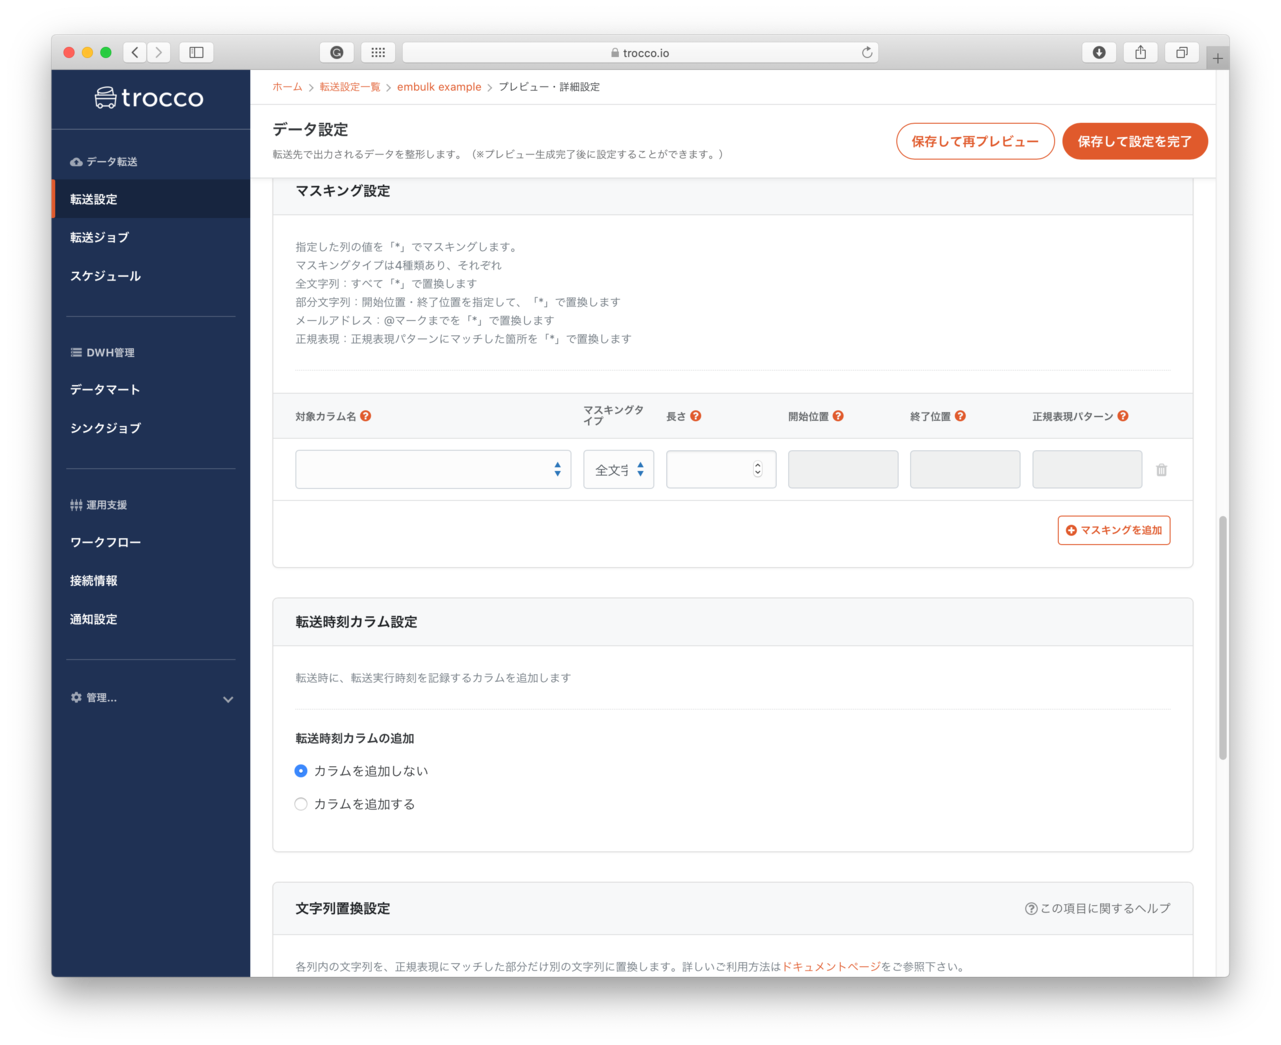 trocco.io
trocco
ホーム > 転送設定一覧 > embulk example > プレビュー・詳細設定
データ設定
転送先で出力されるデータを整形します。（※プレビュー生成完了後に設定することができます。）
保存して再プレビュー
保存して設定を完了
データ転送
転送設定
転送ジョブ
スケジュール
DWH管理
データマート
シンクジョブ
運用支援
ワークフロー
接続情報
通知設定
管理...
マスキング設定
指定した列の値を「*」でマスキングします。
マスキングタイプは4種類あり、それぞれ
全文字列：すべて「*」で置換します
部分文字列：開始位置・終了位置を指定して、「*」で置換します
メールアドレス：@マークまでを「*」で置換します
正規表現：正規表現パターンにマッチした箇所を「*」で置換します
対象カラム名
マスキングタ
イプ
長さ
開始位置
終了位置
正規表現パターン
全文字
マスキングを追加
転送時刻カラム設定
転送時に、転送実行時刻を記録するカラムを追加します
転送時刻カラムの追加
カラムを追加しない
カラムを追加する
文字列置換設定
この項目に関するヘルプ
各列内の文字列を、正規表現にマッチした部分だけ別の文字列に置換します。詳しいご利用方法はドキュメントページをご参照下さい。